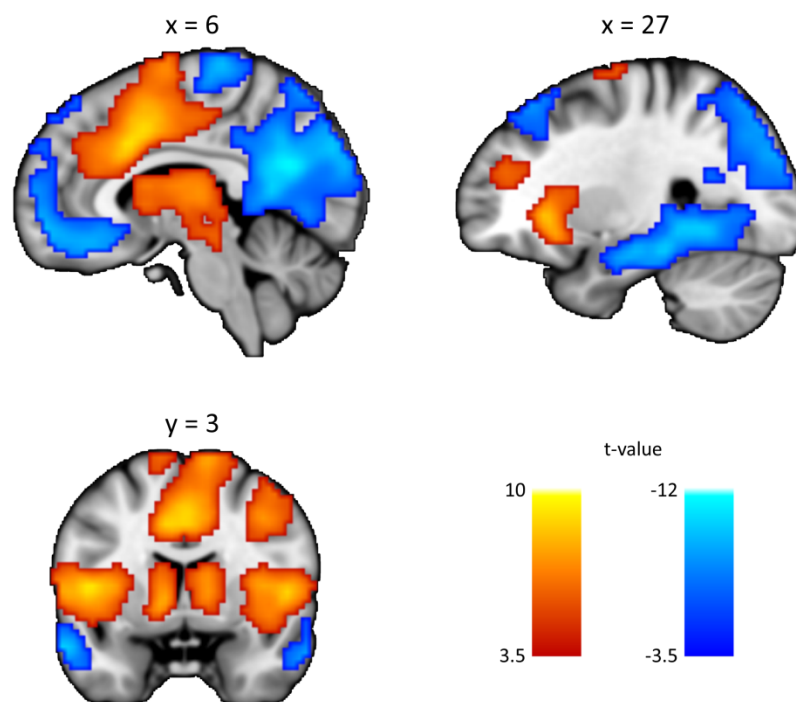 x = 6
x = 27
y = 3
t-value
10
-12
3.5
-3.5